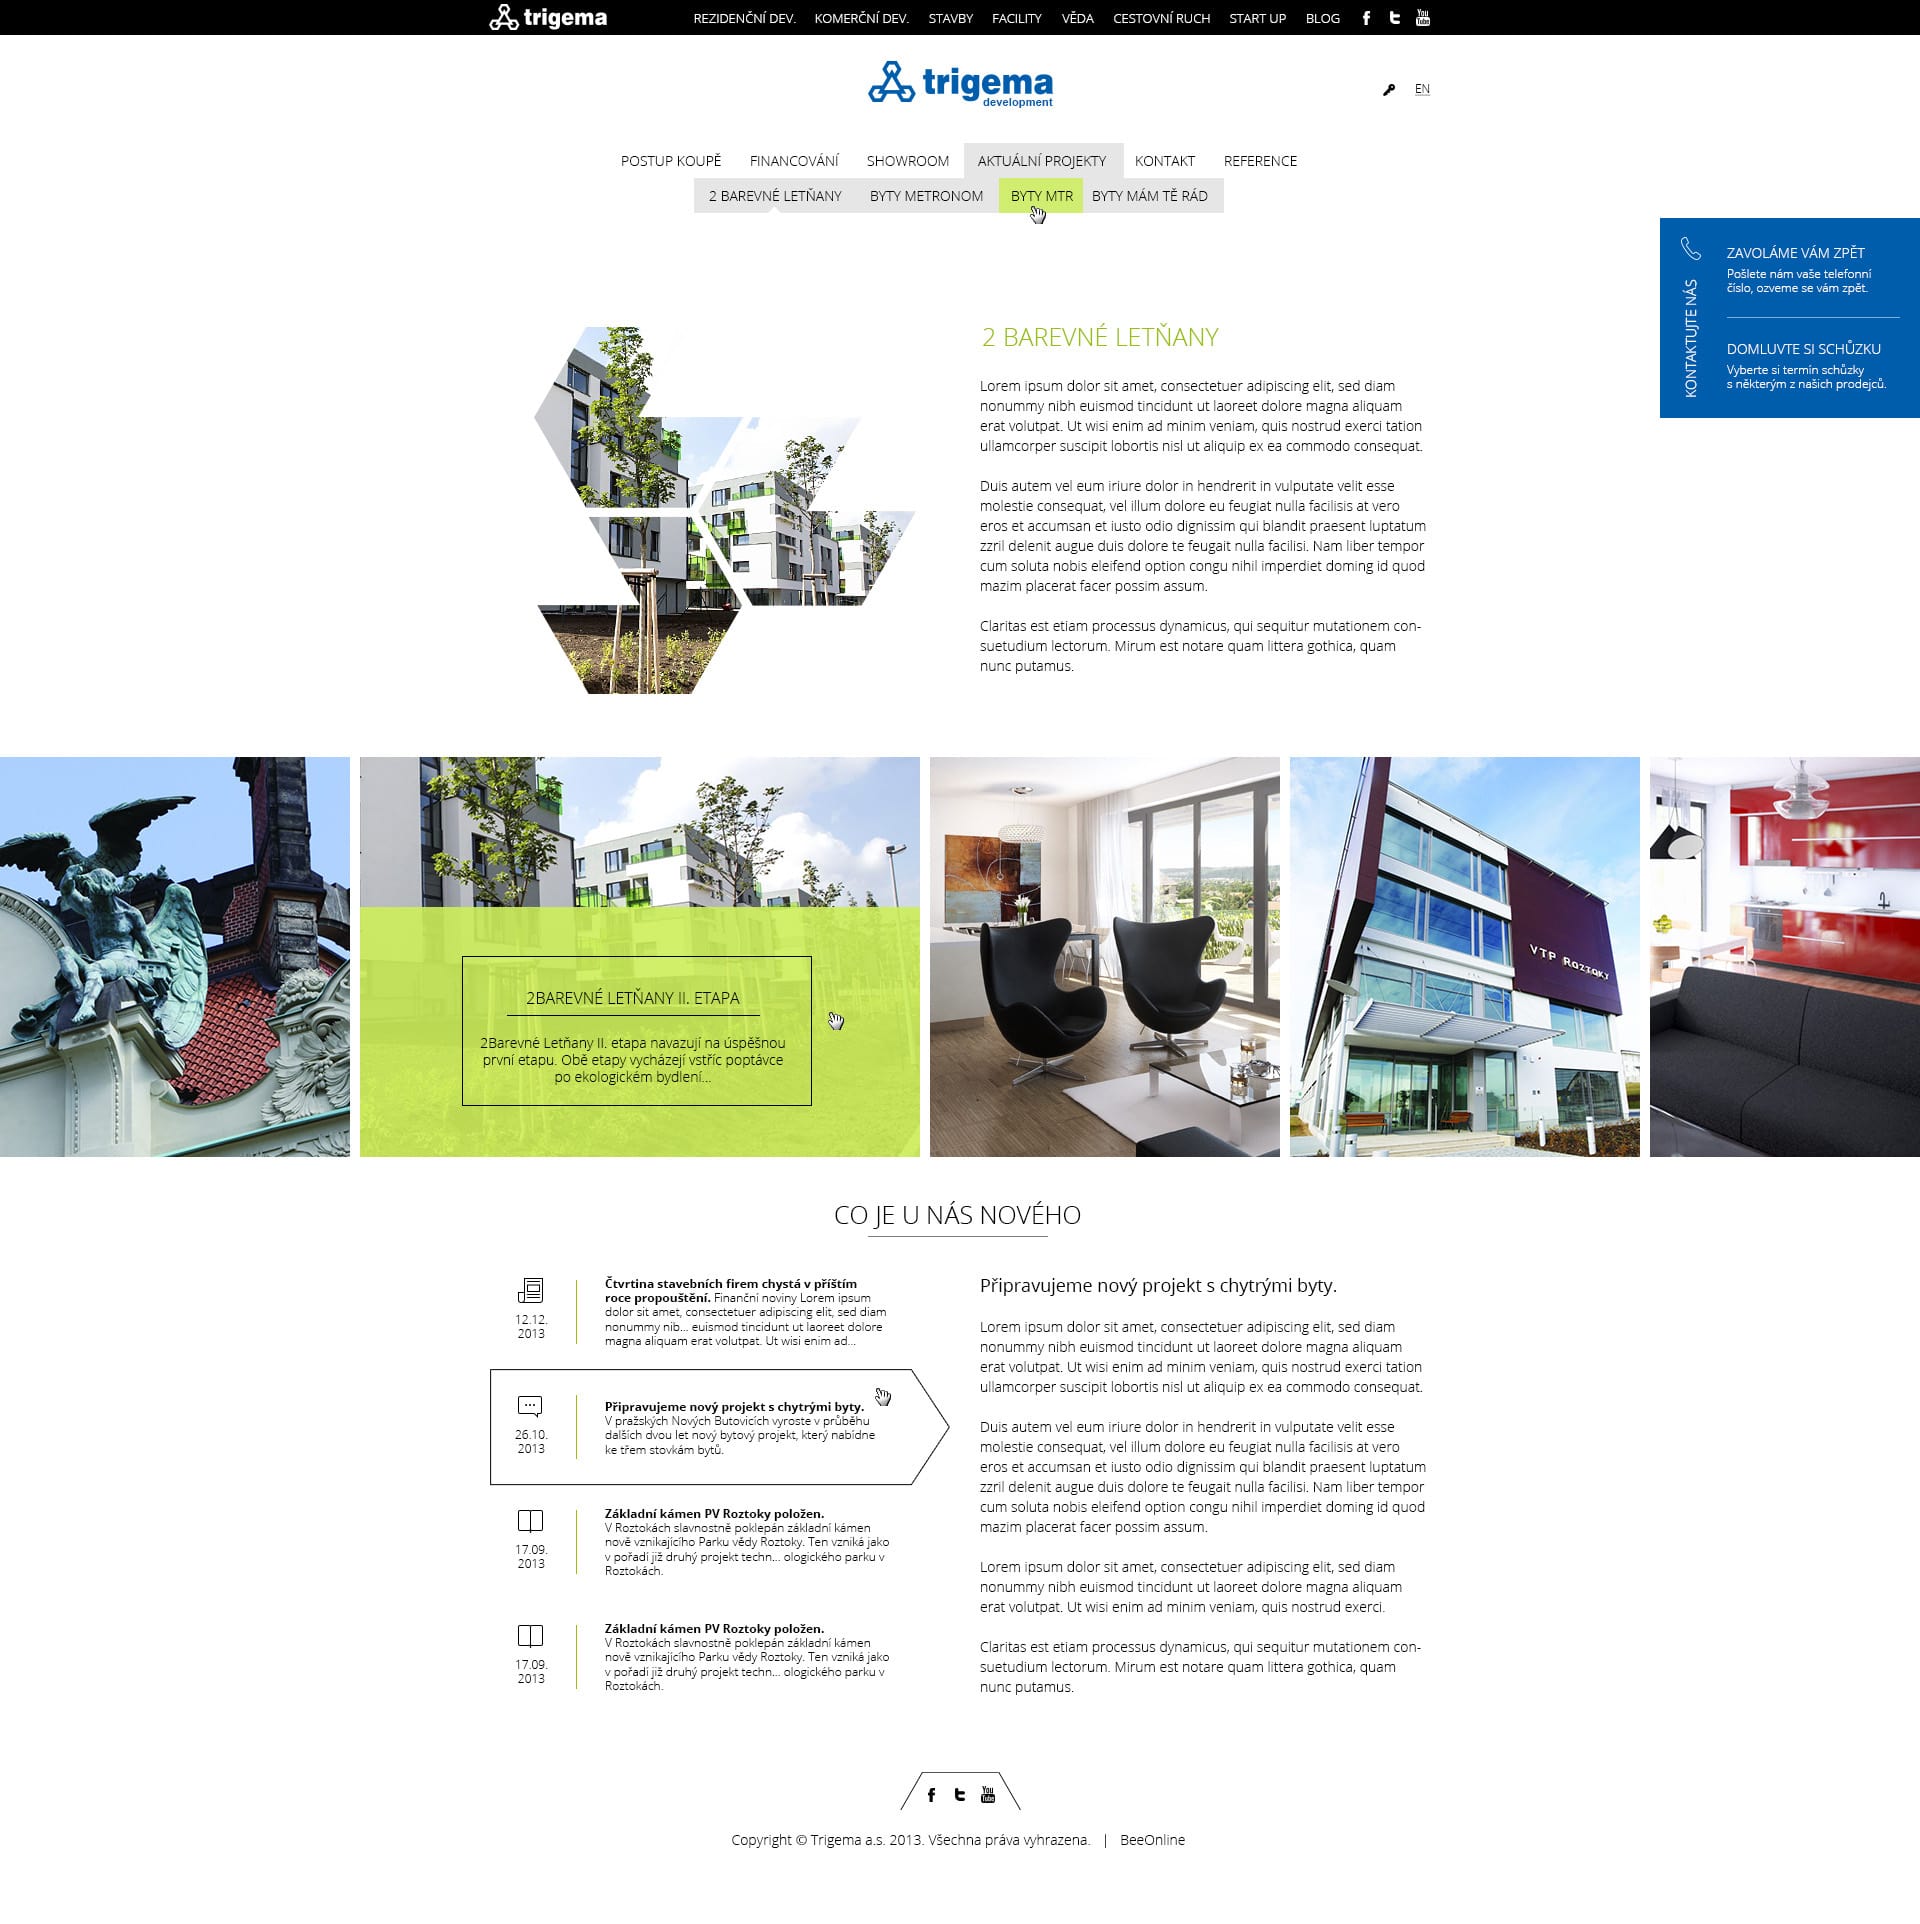 trigema
REZIDENČNÍ DEV. KOMERČNÍ DEV. STAVBY FACILITY VĚDA CESTOVNÍ RUCH START UP BLOG f t You Tube
trigema
development
EN
POSTUP KOUPĚ FINANCOVÁNÍ SHOWROOM AKTUÁLNÍ PROJEKTY KONTAKT REFERENCE
2 BAREVNÉ LETŇANY BYTY METRONOM BYTY MTR BYTY MÁM TĚ RÁD
KONTAKTUJTE NÁS
ZAVOLÁME VÁM ZPĚT
Pošlete nám vaše telefonní
číslo, ozveme se vám zpět.
DOMLUVTE SI SCHŮZKU
Vyberte si termín schůzky
s některým z našich prodejců.
2 BAREVNÉ LETŇANY
Lorem ipsum dolor sit amet, consectetuer adipiscing elit, sed diam
nonummy nibh euismod tincidunt ut laoreet dolore magna aliquam
erat volutpat. Ut wisi enim ad minim veniam, quis nostrud exerci tation
ullamcorper suscipit lobortis nisl ut aliquip ex ea commodo consequat.
Duis autem vel eum iriure dolor in hendrerit in vulputate velit esse
molestie consequat, vel illum dolore eu feugiat nulla facilisis at vero
eros et accumsan et iusto odio dignissim qui blandit praesent luptatum
zzril delenit augue duis dolore te feugait nulla facilisi. Nam liber tempor
cum soluta nobis eleifend option congu nihil imperdiet doming id quod
mazim placerat facer possim assum.
Claritas est etiam processus dynamicus, qui sequitur mutationem con-
suetudium lectorum. Mirum est notare quam littera gothica, quam
nunc putamus.
2BAREVNÉ LETŇANY II. ETAPA
2Barevné Letňany II. etapa navazují na úspěšnou
první etapu. Obě etapy vycházejí vstříc poptávce
po ekologickém bydlení...
VTP ROZTOKY
CO JE U NÁS NOVÉHO
12.12.
2013
Čtvrtina stavebních firem chystá v příštím
roce propouštění. Finanční noviny Lorem ipsum
dolor sit amet, consectetuer adipiscing elit, sed diam
nonummy nib... euismod tincidunt ut laoreet dolore
magna aliquam erat volutpat. Ut wisi enim ad...
26.10.
2013
Připravujeme nový projekt s chytrými byty.
V pražských Nových Butovicích vyroste v průběhu
dalších dvou let nový bytový projekt, který nabídne
ke třem stovkám bytů.
17.09.
2013
Základní kámen PV Roztoky položen.
V Roztokách slavnostně poklepán základní kámen
nově vznikajícího Parku vědy Roztoky. Ten vzniká jako
v pořadí již druhý projekt techn... ologického parku v
Roztokách.
17.09.
2013
Základní kámen PV Roztoky položen.
V Roztokách slavnostně poklepán základní kámen
nově vznikajícího Parku vědy Roztoky. Ten vzniká jako
v pořadí již druhý projekt techn... ologického parku v
Roztokách.
Připravujeme nový projekt s chytrými byty.
Lorem ipsum dolor sit amet, consectetuer adipiscing elit, sed diam
nonummy nibh euismod tincidunt ut laoreet dolore magna aliquam
erat volutpat. Ut wisi enim ad minim veniam, quis nostrud exerci tation
ullamcorper suscipit lobortis nisl ut aliquip ex ea commodo consequat.
Duis autem vel eum iriure dolor in hendrerit in vulputate velit esse
molestie consequat, vel illum dolore eu feugiat nulla facilisis at vero
eros et accumsan et iusto odio dignissim qui blandit praesent luptatum
zzril delenit augue duis dolore te feugait nulla facilisi. Nam liber tempor
cum soluta nobis eleifend option congu nihil imperdiet doming id quod
mazim placerat facer possim assum.
Lorem ipsum dolor sit amet, consectetuer adipiscing elit, sed diam
nonummy nibh euismod tincidunt ut laoreet dolore magna aliquam
erat volutpat. Ut wisi enim ad minim veniam, quis nostrud exerci.
Claritas est etiam processus dynamicus, qui sequitur mutationem con-
suetudium lectorum. Mirum est notare quam littera gothica, quam
nunc putamus.
f t You Tube
Copyright © Trigema a.s. 2013. Všechna práva vyhrazena. | BeeOnline